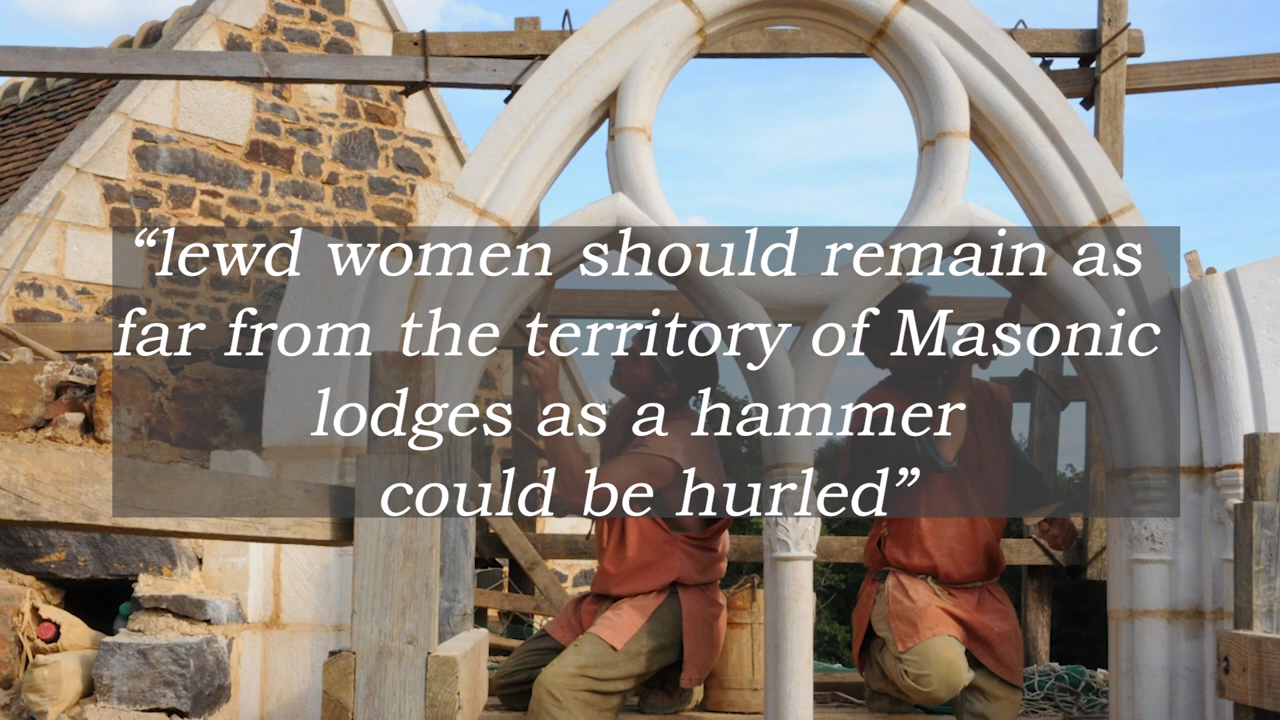 “lewd women should remain as
far from the territory of Masonic
lodges as a hammer
could be hurled”